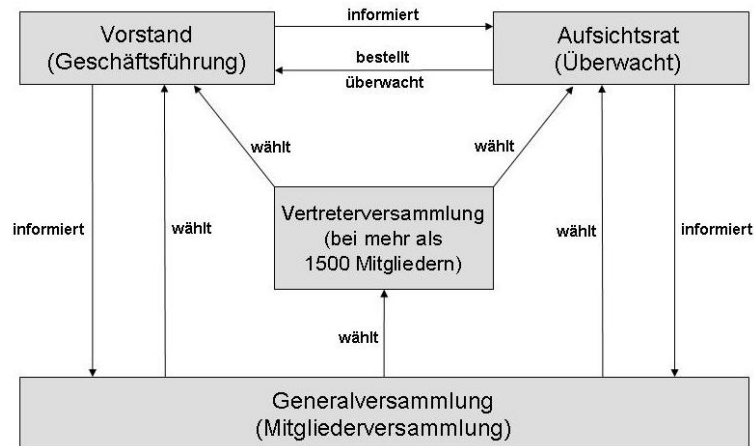 informiert
Vorstand
(Geschäftsführung)
Aufsichtsrat
(Überwacht)
bestellt
überwacht
wählt
wählt
Vertreterversammlung
(bei mehr als
1500 Mitgliedern)
informiert
wählt
wählt
informiert
wählt
Generalversammlung
(Mitgliederversammlung)